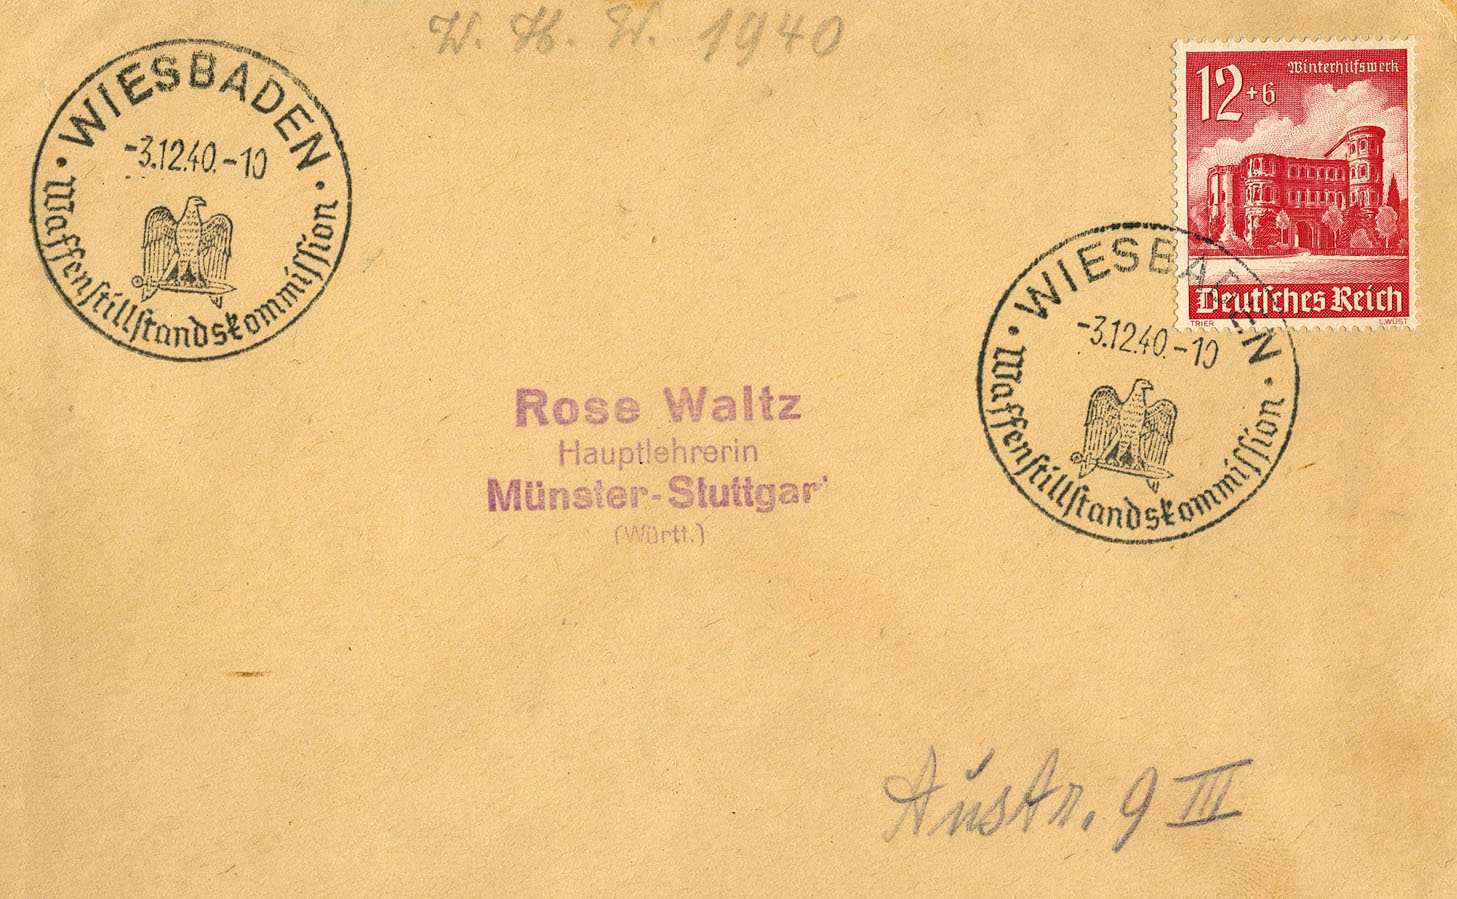 W. H. W. 1940
WIESBADEN
-3.12.40.-10
Waffenstillstandskommission
12+6
Winterhilfswerk
Deutsches Reich
TRIER
L.WÜST
WIESBADEN
-3.12.40.-10
Waffenstillstandskommission
Rose Waltz
Hauptlehrerin
Münster-Stuttgar
(Württ.)
Austr. 9 III